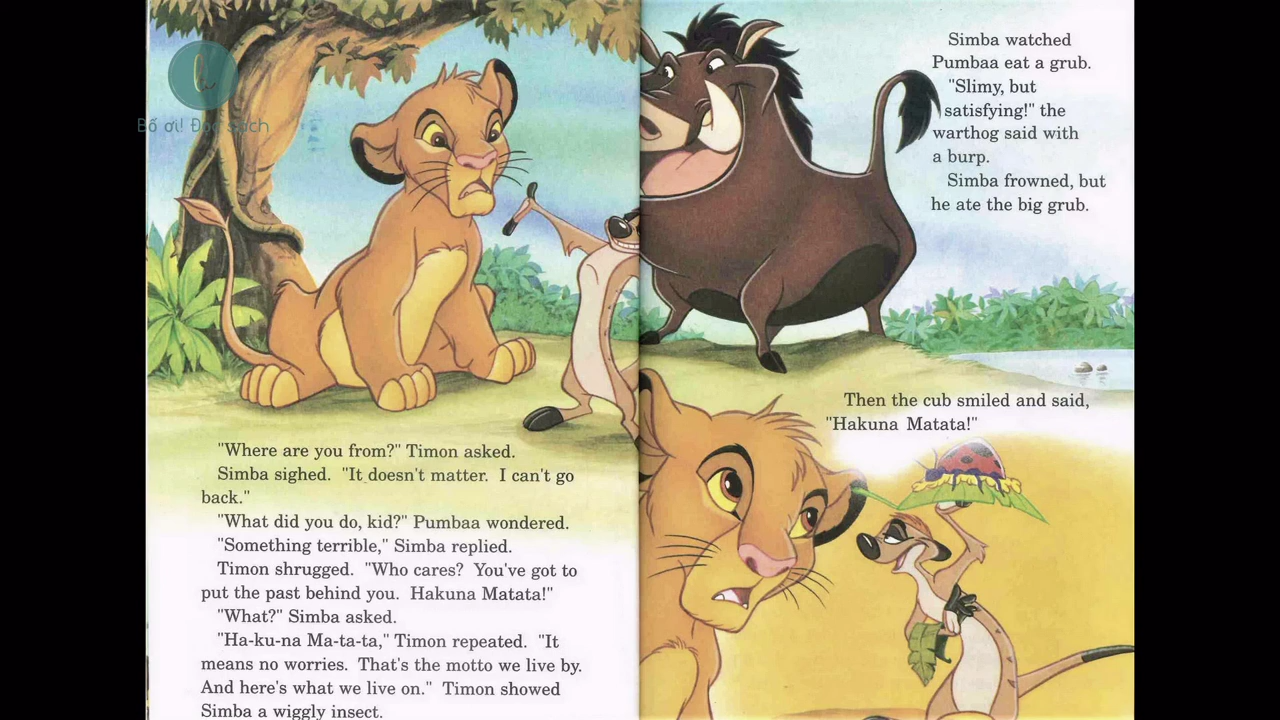 Bố ơi! Đọc sách
"Where are you from?" Timon asked.
Simba sighed. "It doesn't matter. I can't go
back."
"What did you do, kid?" Pumbaa wondered.
"Something terrible," Simba replied.
Timon shrugged. "Who cares? You've got to
put the past behind you. Hakuna Matata!"
"What?" Simba asked.
"Ha-ku-na Ma-ta-ta," Timon repeated. "It
means no worries. That's the motto we live by.
And here's what we live on." Timon showed
Simba a wiggly insect.
Simba watched
Pumbaa eat a grub.
"Slimy, but
satisfying!" the
warthog said with
a burp.
Simba frowned, but
he ate the big grub.
Then the cub smiled and said,
"Hakuna Matata!"